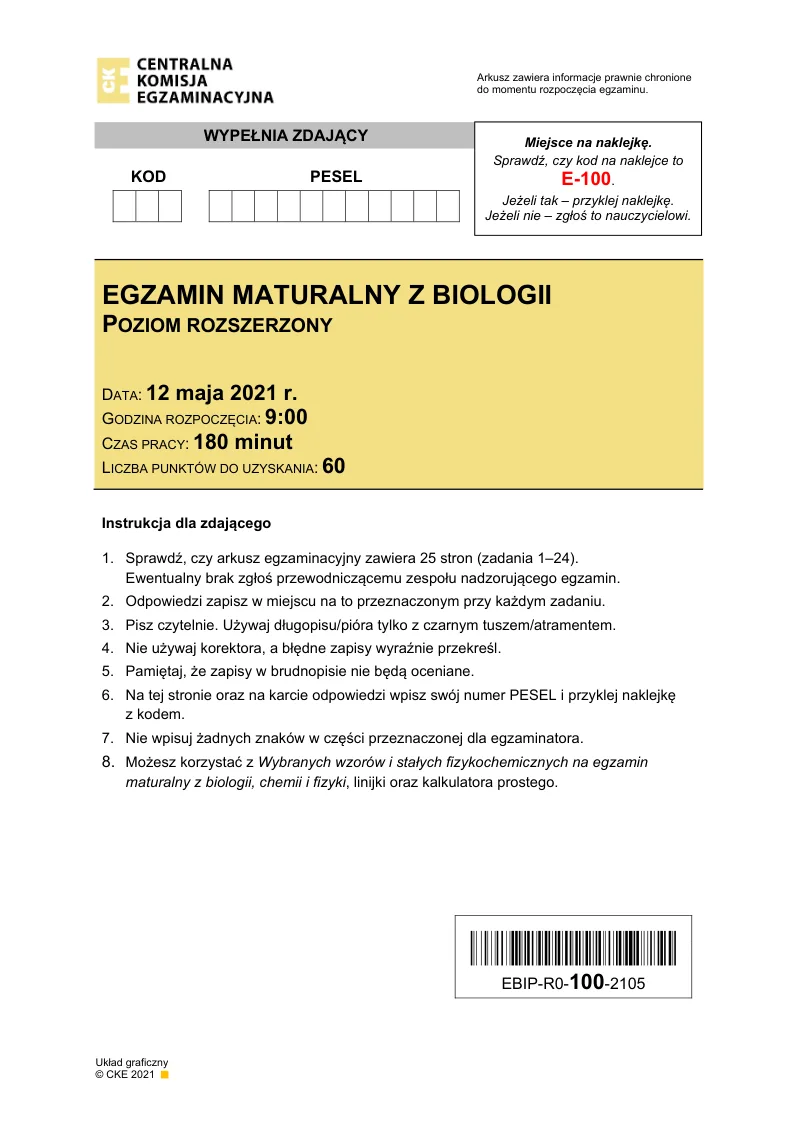 CK
E
CENTRALNA
KOMISJA
EGZAMINACYJNA
Arkusz zawiera informacje prawnie chronione
do momentu rozpoczęcia egzaminu.
WYPEŁNIA ZDAJĄCY
KOD
PESEL
Miejsce na naklejkę.
Sprawdź, czy kod na naklejce to
E-100.
Jeżeli tak – przyklej naklejkę.
Jeżeli nie – zgłoś to nauczycielowi.
EGZAMIN MATURALNY Z BIOLOGII
POZIOM ROZSZERZONY
DATA: 12 maja 2021 r.
GODZINA ROZPOCZĘCIA: 9:00
CZAS PRACY: 180 minut
LICZBA PUNKTÓW DO UZYSKANIA: 60
Instrukcja dla zdającego
1. Sprawdź, czy arkusz egzaminacyjny zawiera 25 stron (zadania 1–24).
Ewentualny brak zgłoś przewodniczącemu zespołu nadzorującego egzamin.
2. Odpowiedzi zapisz w miejscu na to przeznaczonym przy każdym zadaniu.
3. Pisz czytelnie. Używaj długopisu/pióra tylko z czarnym tuszem/atramentem.
4. Nie używaj korektora, a błędne zapisy wyraźnie przekreśl.
5. Pamiętaj, że zapisy w brudnopisie nie będą oceniane.
6. Na tej stronie oraz na karcie odpowiedzi wpisz swój numer PESEL i przyklej naklejkę
z kodem.
7. Nie wpisuj żadnych znaków w części przeznaczonej dla egzaminatora.
8. Możesz korzystać z Wybranych wzorów i stałych fizykochemicznych na egzamin
maturalny z biologii, chemii i fizyki, linijki oraz kalkulatora prostego.
EBIP-R0-100-2105
Układ graficzny
© CKE 2021